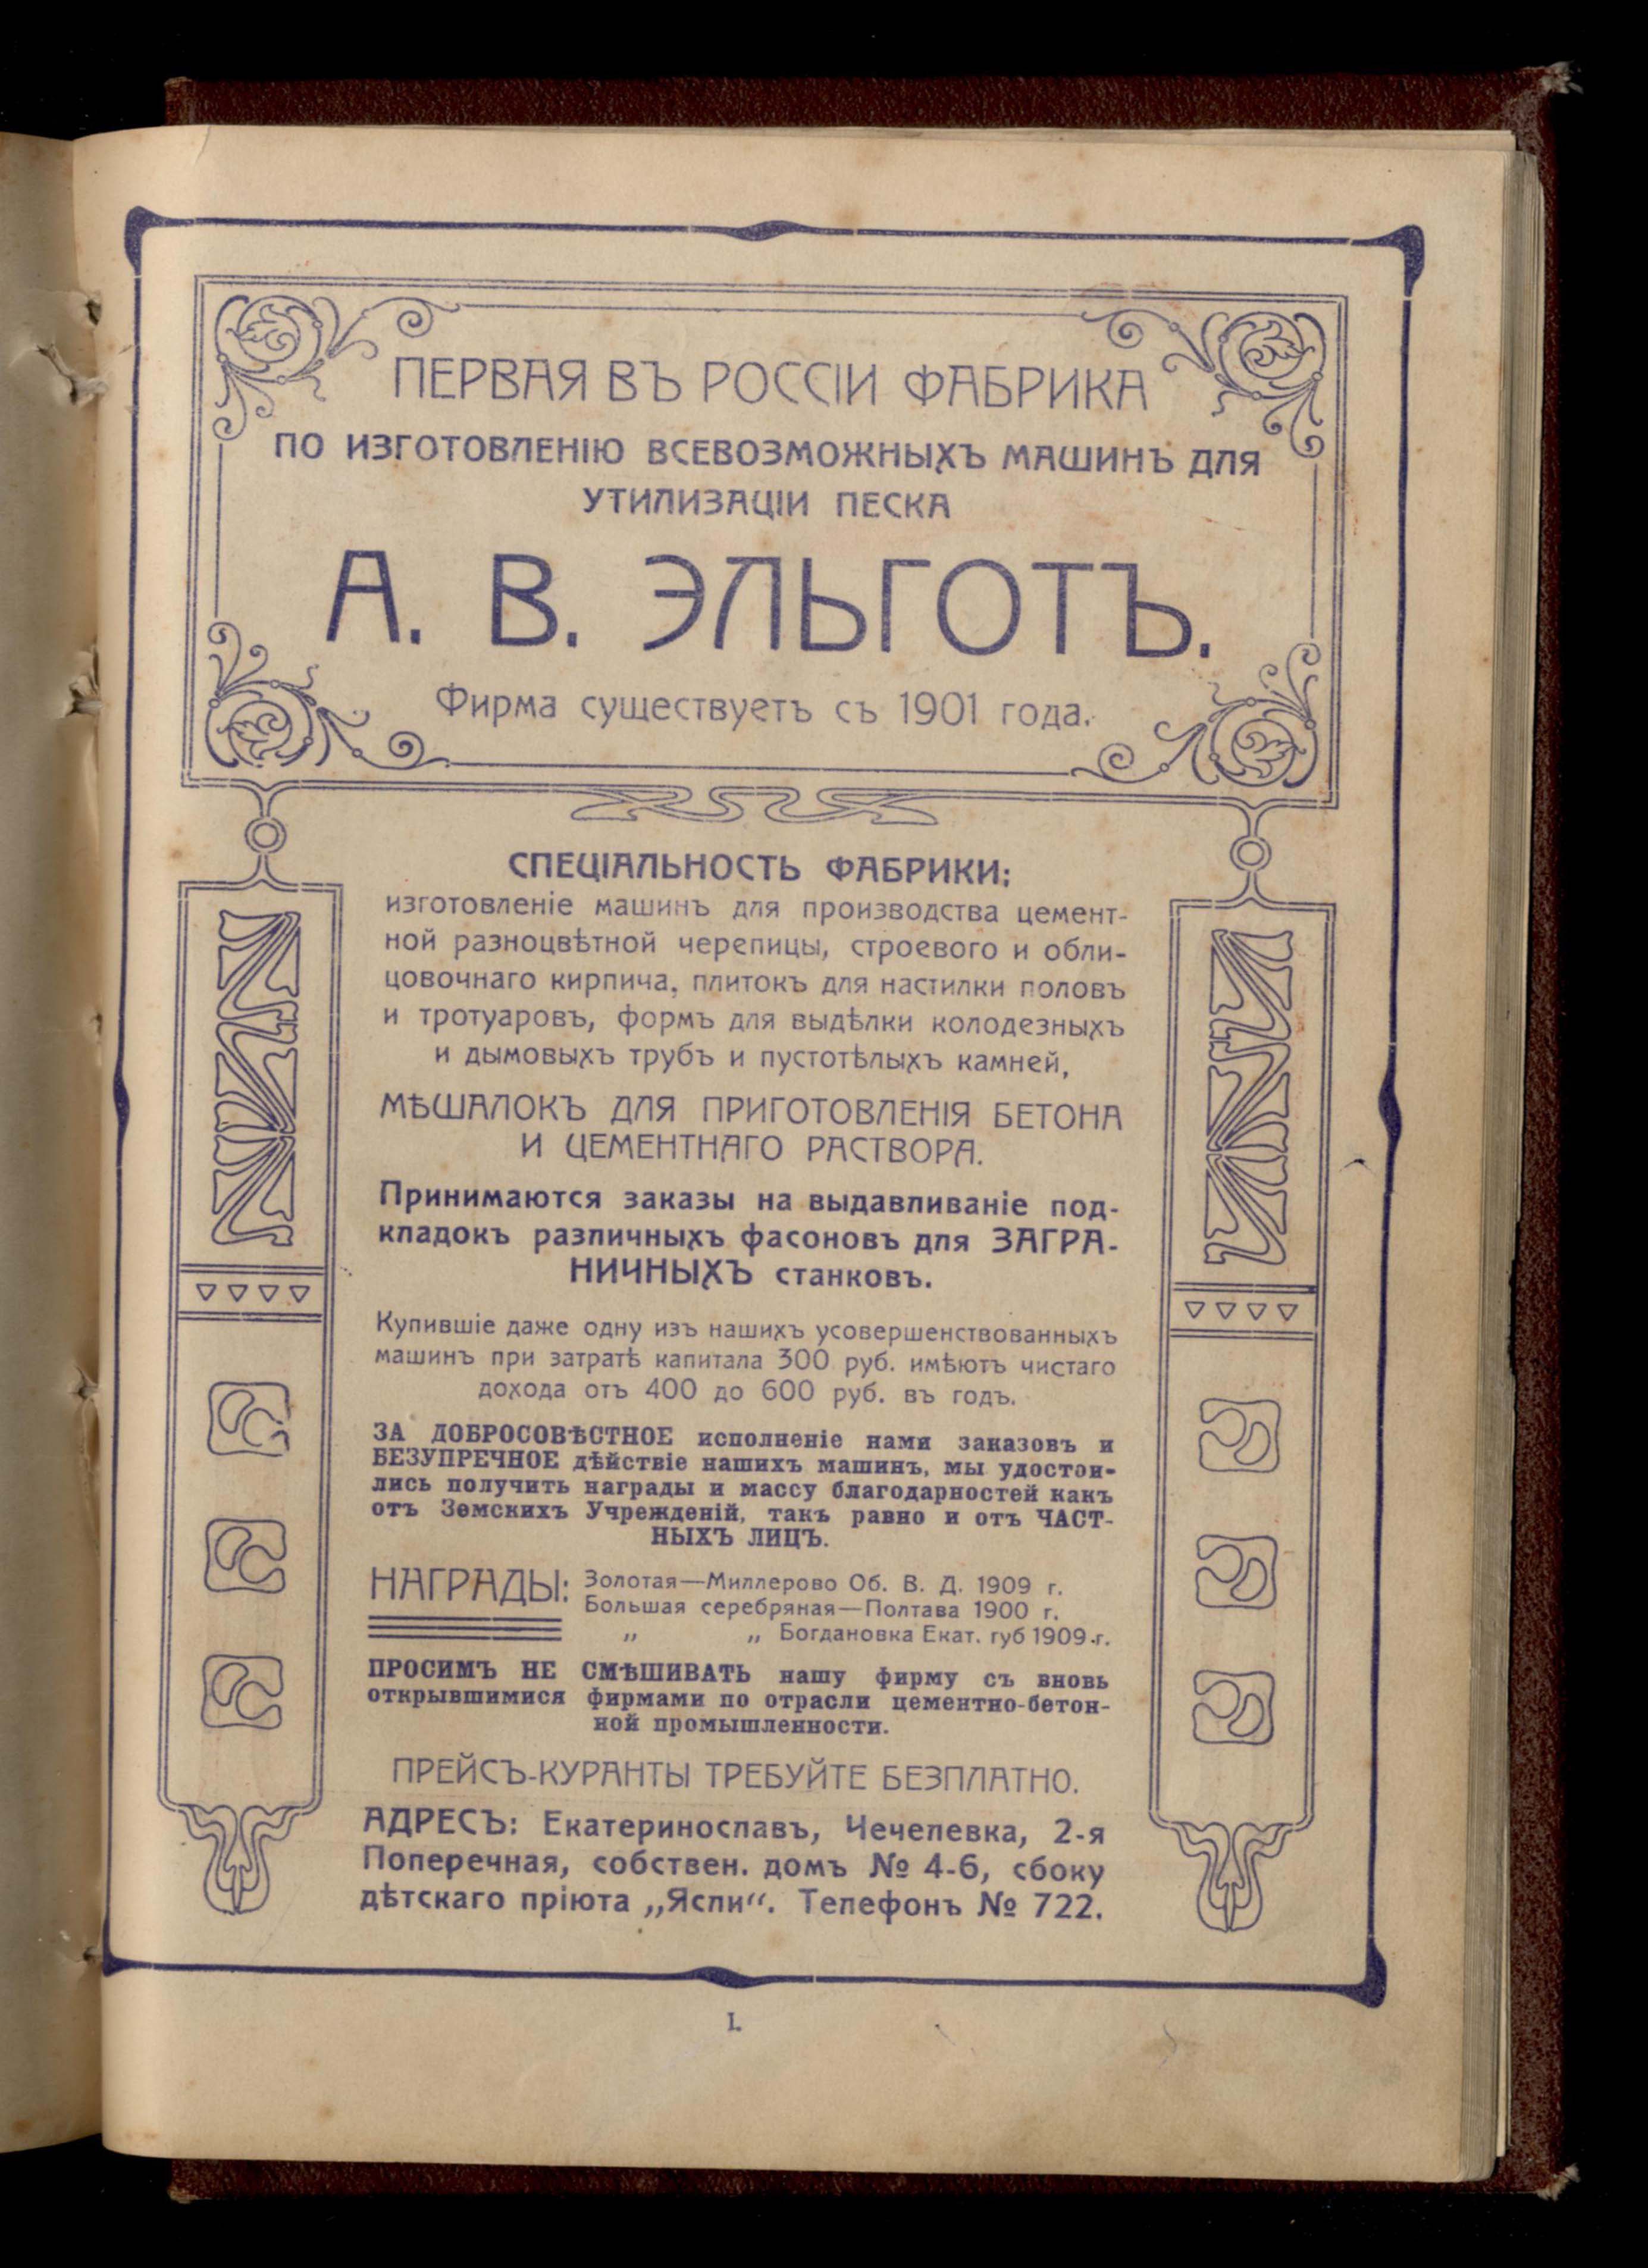 ПЕРВАЯ ВЪ РОССІИ ФАБРИКА
ПО ИЗГОТОВЛЕНІЮ ВСЕВОЗМОЖНЫХЪ МАШИНЪ ДЛЯ
УТИЛИЗАЦІИ ПЕСКА
А. В. ЭЛЬГОТЪ.
Фирма существуетъ съ 1901 года.
СПЕЦІАЛЬНОСТЬ ФАБРИКИ:
изготовленіе машинъ для производства цемент-
ной разноцвѣтной черепицы, строевого и обли-
цовочнаго кирпича, плитокъ для настилки половъ
и тротуаровъ, формъ для выдѣлки колодезныхъ
и дымовыхъ трубъ и пустотѣлыхъ камней,
МѢШАЛОКЪ ДЛЯ ПРИГОТОВЛЕНІЯ БЕТОНА
И ЦЕМЕНТНАГО РАСТВОРА.
Принимаются заказы на выдавливаніе под-
кладокъ различныхъ фасоновъ для ЗАГРА-
НИЧНЫХЪ станковъ.
Купившіе даже одну изъ нашихъ усовершенствованныхъ
машинъ при затратѣ капитала 300 руб. имѣютъ чистаго
дохода отъ 400 до 600 руб. въ годъ.
ЗА ДОБРОСОВѢСТНОЕ исполненіе нами заказовъ и
БЕЗУПРЕЧНОЕ дѣйствіе нашихъ машинъ, мы удостои-
лись получить награды и массу благодарностей какъ
отъ Земскихъ Учрежденій, такъ равно и отъ ЧАСТ-
НЫХЪ ЛИЦЪ.
НАГРАДЫ: Золотая—Миллерово Об. В. Д. 1909 г.
Большая серебряная—Полтава 1900 г.
„ „ Богдановка Екат. губ 1909 г.
ПРОСИМЪ НЕ СМѢШИВАТЬ нашу фирму съ вновь
открывшимися фирмами по отрасли цементно-бетон-
ной промышленности.
ПРЕЙСЪ-КУРАНТЫ ТРЕБУЙТЕ БЕЗПЛАТНО.
АДРЕСЪ: Екатеринославъ, Чечелевка, 2-я
Поперечная, собствен. домъ № 4-6, сбоку
дѣтскаго пріюта „Ясли“. Телефонъ № 722.
I.